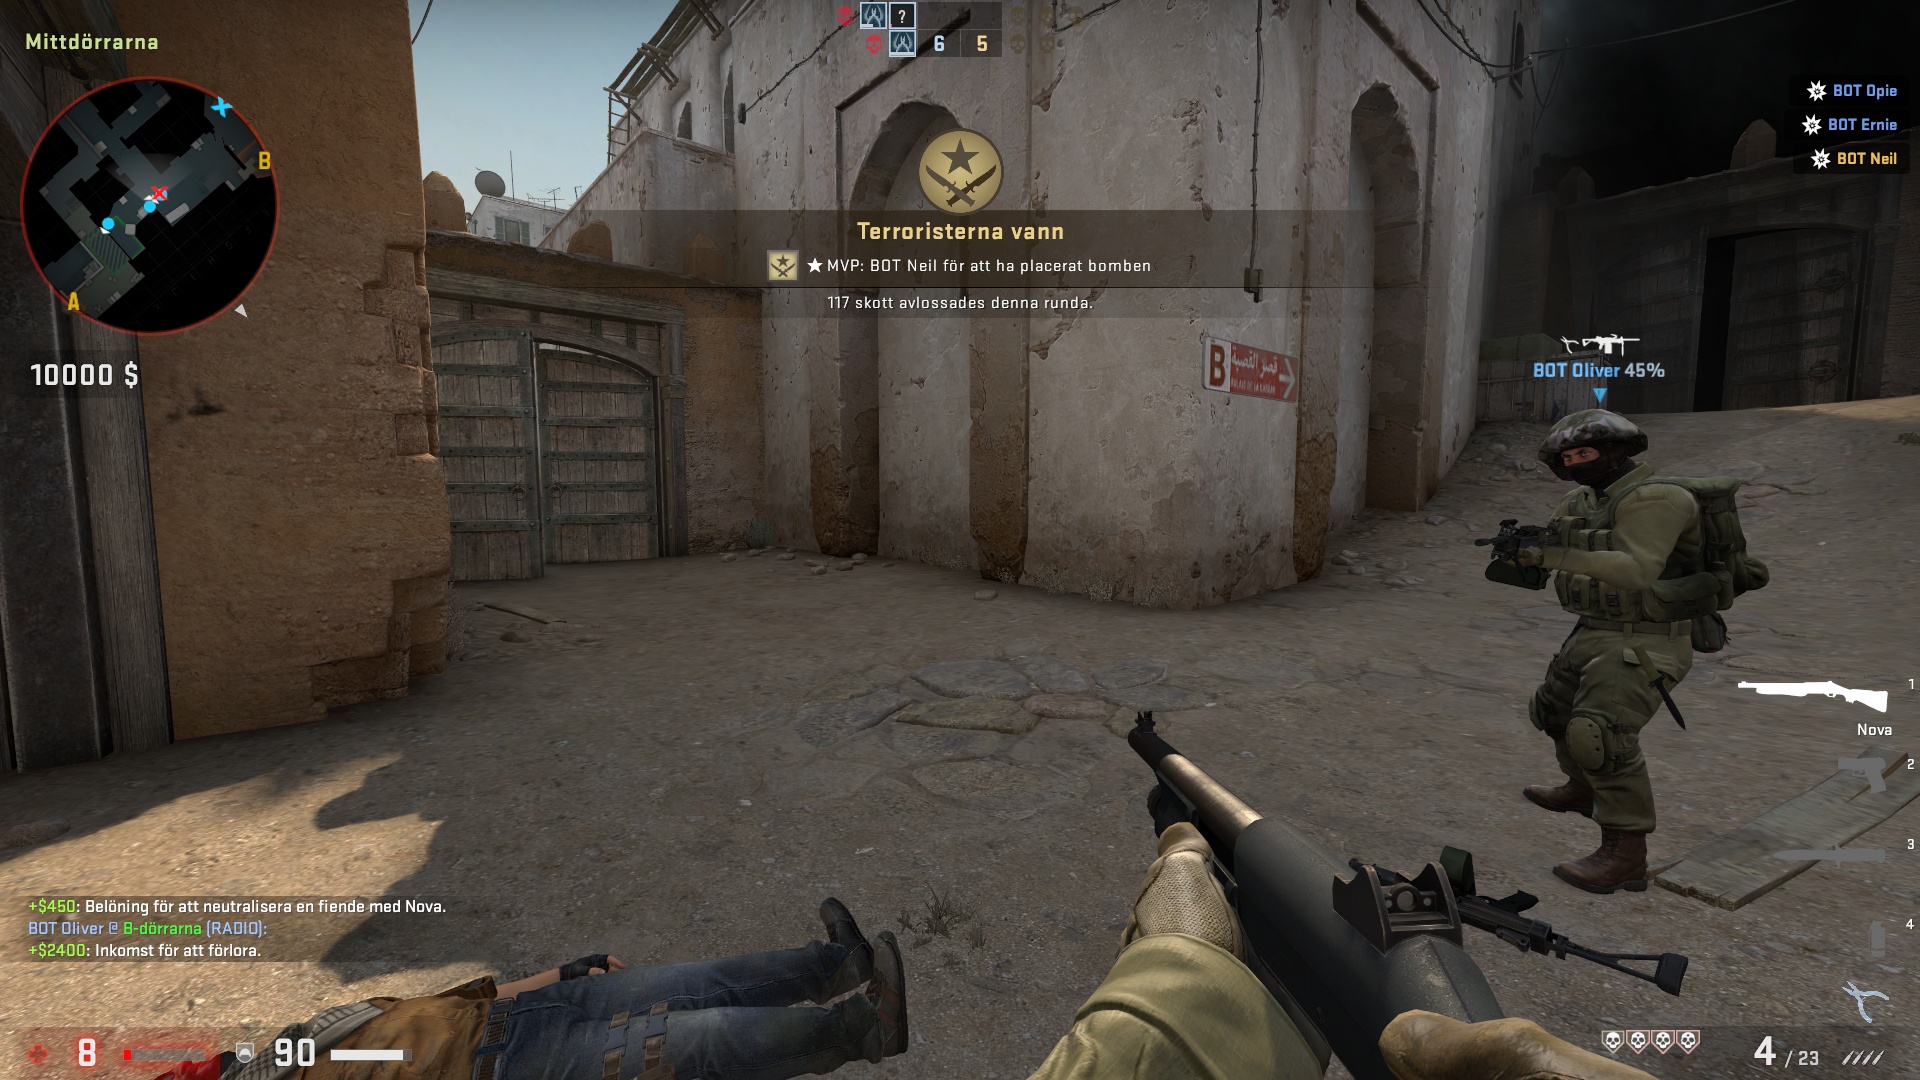 Mittdörrarna
?
6 5
B
A
BOT Opie
BOT Ernie
BOT Neil
Terroristerna vann
MVP: BOT Neil för att ha placerat bomben
117 skott avlossades denna runda.
10000 $
B قصر القصبة
BOT Oliver 45%
1
Nova
2
3
4
+$450: Belöning för att neutralisera en fiende med Nova.
BOT Oliver @ B-dörrarna (RADIO):
+$2400: Inkomst för att förlora.
8 90
4 / 23